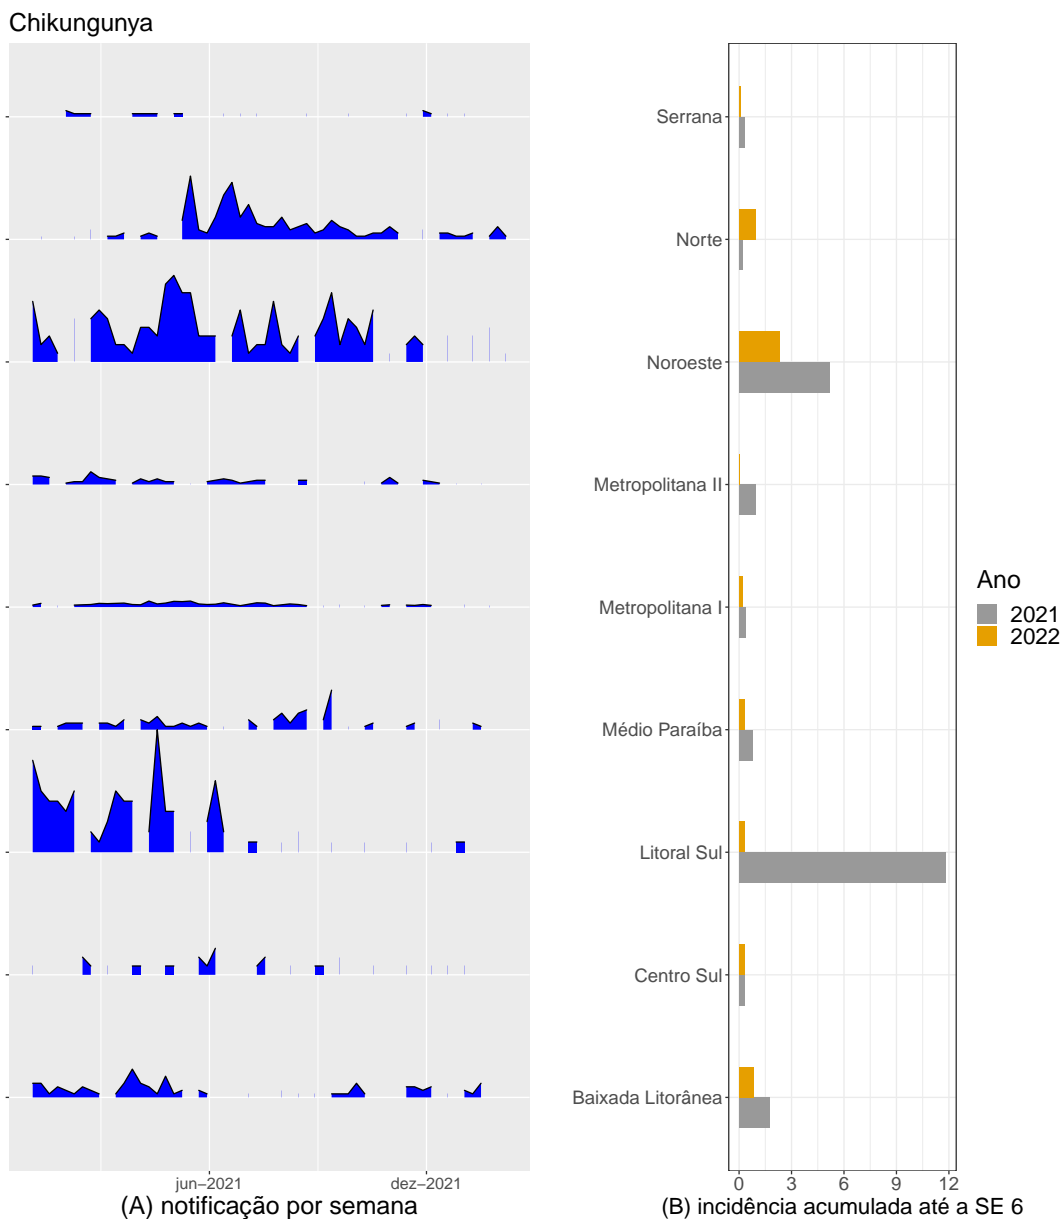 Chikungunya
Serrana
Norte
Noroeste
Metropolitana II
Metropolitana I
Médio Paraíba
Litoral Sul
Centro Sul
Baixada Litorânea
Ano
2021
2022
jun−2021 dez−2021
0 3 6 9 12
(A) notificação por semana
(B) incidência acumulada até a SE 6